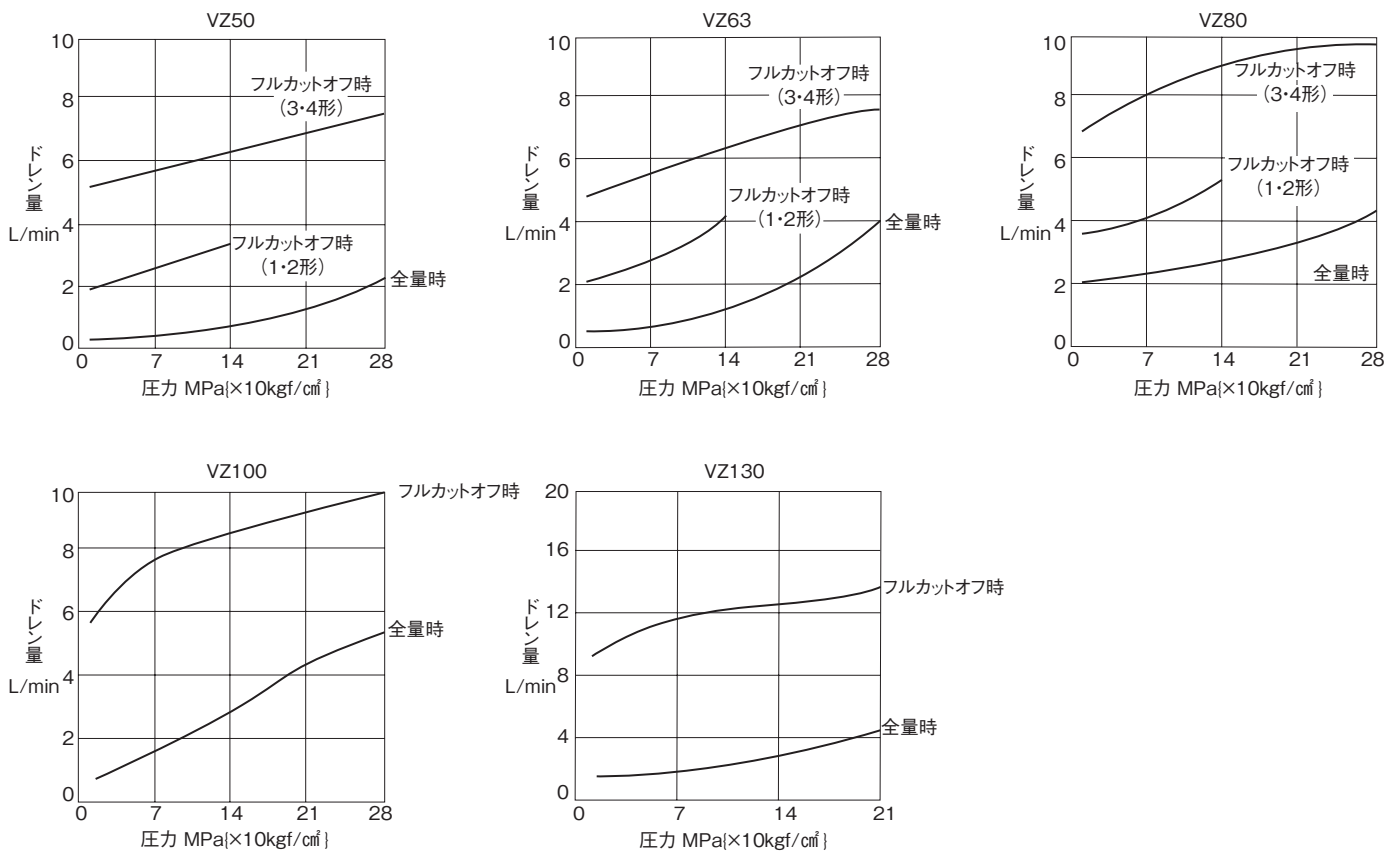 VZ50
10
8
6
4
2
0
ドレン量
L/min
フルカットオフ時
(3・4形)
フルカットオフ時
(1・2形)
全量時
0 7 14 21 28
圧力 MPa{×10kgf/c㎡}
VZ63
10
8
6
4
2
0
ドレン量
L/min
フルカットオフ時
(3・4形)
フルカットオフ時
(1・2形)
全量時
0 7 14 21 28
圧力 MPa{×10kgf/c㎡}
VZ80
10
8
6
4
2
0
ドレン量
L/min
フルカットオフ時
(3・4形)
フルカットオフ時
(1・2形)
全量時
0 7 14 21 28
圧力 MPa{×10kgf/c㎡}
VZ100
10
8
6
4
2
0
ドレン量
L/min
フルカットオフ時
全量時
0 7 14 21 28
圧力 MPa{×10kgf/c㎡}
VZ130
20
16
12
8
4
0
ドレン量
L/min
フルカットオフ時
全量時
0 7 14 21
圧力 MPa{×10kgf/c㎡}